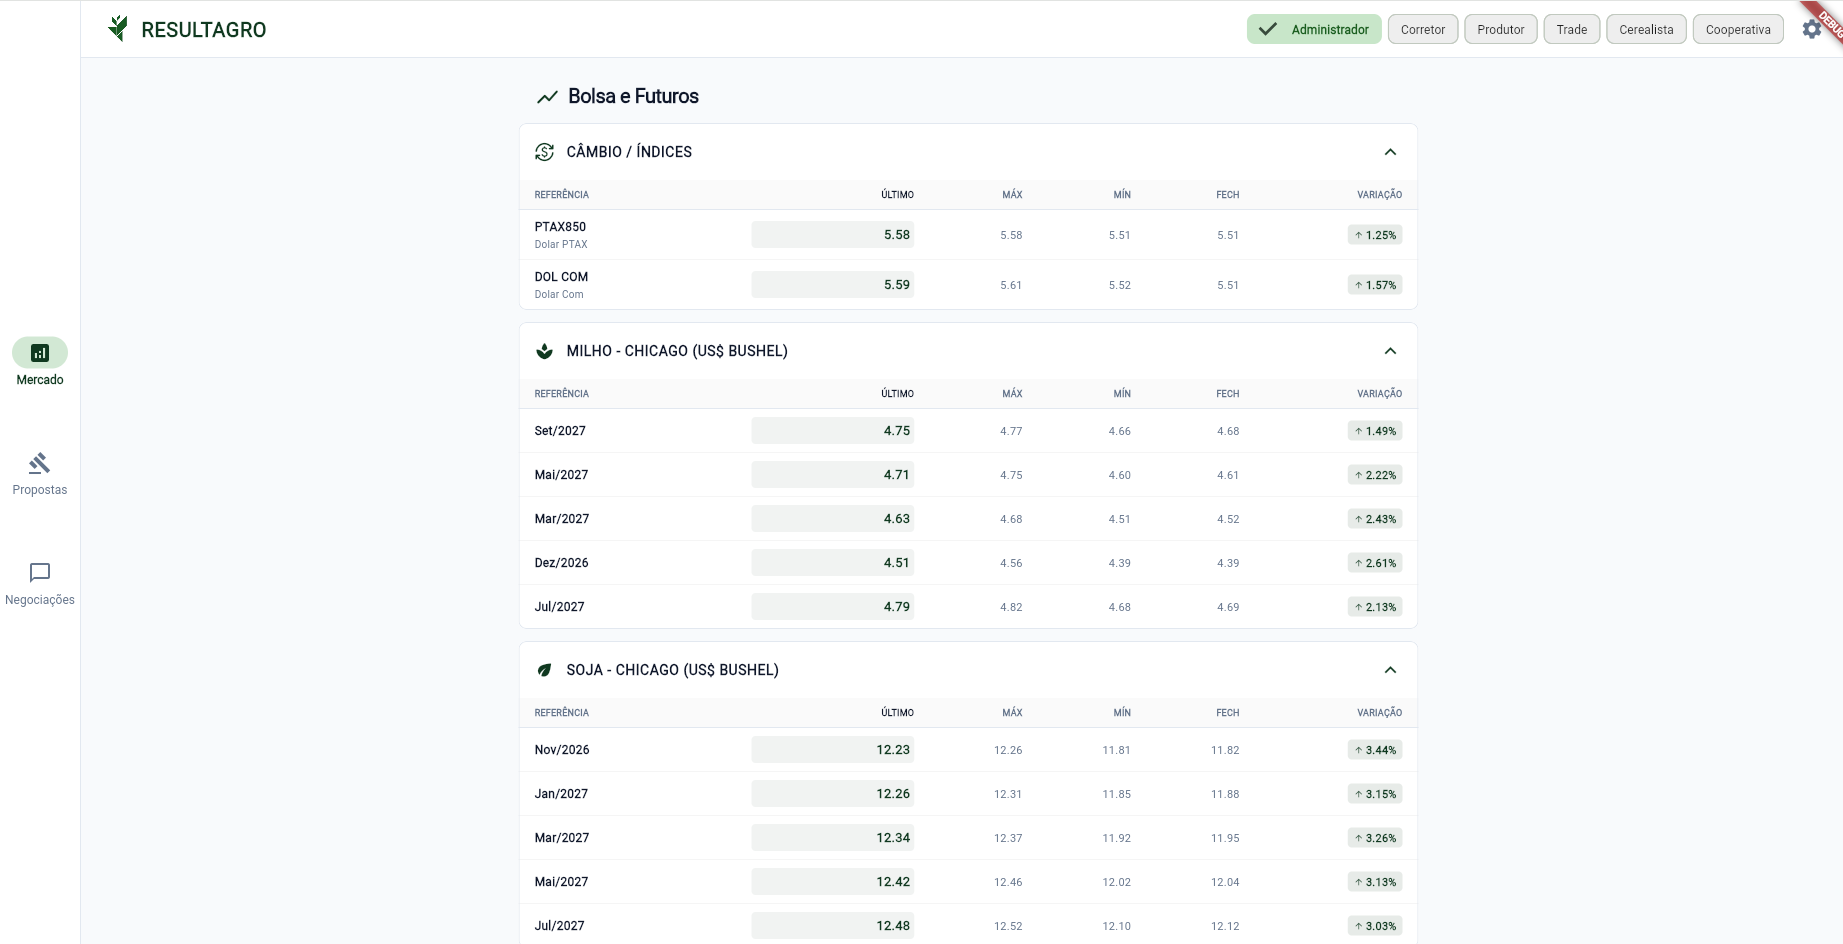 RESULTAGRO
Administrador Corretor Produtor Trade Cerealista Cooperativa
DEBUG
Mercado
Propostas
Negociações
Bolsa e Futuros
CÂMBIO / ÍNDICES
REFERÊNCIA ÚLTIMO MÁX MÍN FECH VARIAÇÃO
PTAX850 5.58 5.58 5.51 5.51 ↑ 1.25%
Dolar PTAX
DOL COM 5.59 5.61 5.52 5.51 ↑ 1.57%
Dolar Com
MILHO - CHICAGO (US$ BUSHEL)
REFERÊNCIA ÚLTIMO MÁX MÍN FECH VARIAÇÃO
Set/2027 4.75 4.77 4.66 4.68 ↑ 1.49%
Mai/2027 4.71 4.75 4.60 4.61 ↑ 2.22%
Mar/2027 4.63 4.68 4.51 4.52 ↑ 2.43%
Dez/2026 4.51 4.56 4.39 4.39 ↑ 2.61%
Jul/2027 4.79 4.82 4.68 4.69 ↑ 2.13%
SOJA - CHICAGO (US$ BUSHEL)
REFERÊNCIA ÚLTIMO MÁX MÍN FECH VARIAÇÃO
Nov/2026 12.23 12.26 11.81 11.82 ↑ 3.44%
Jan/2027 12.26 12.31 11.85 11.88 ↑ 3.15%
Mar/2027 12.34 12.37 11.92 11.95 ↑ 3.26%
Mai/2027 12.42 12.46 12.02 12.04 ↑ 3.13%
Jul/2027 12.48 12.52 12.10 12.12 ↑ 3.03%